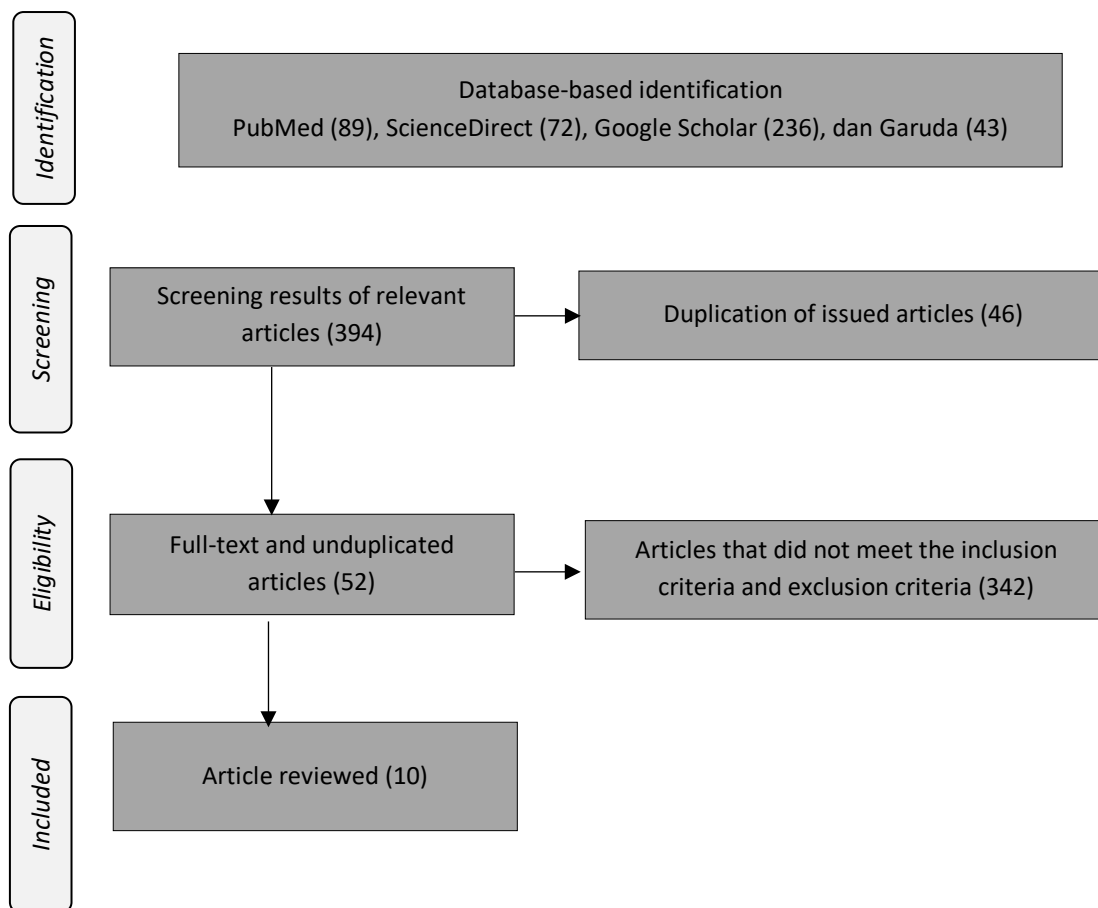 Identification
Database-based identification
PubMed (89), ScienceDirect (72), Google Scholar (236), dan Garuda (43)
Screening
Screening results of relevant
articles (394)
Duplication of issued articles (46)
Eligibility
Full-text and unduplicated
articles (52)
Articles that did not meet the inclusion
criteria and exclusion criteria (342)
Included
Article reviewed (10)